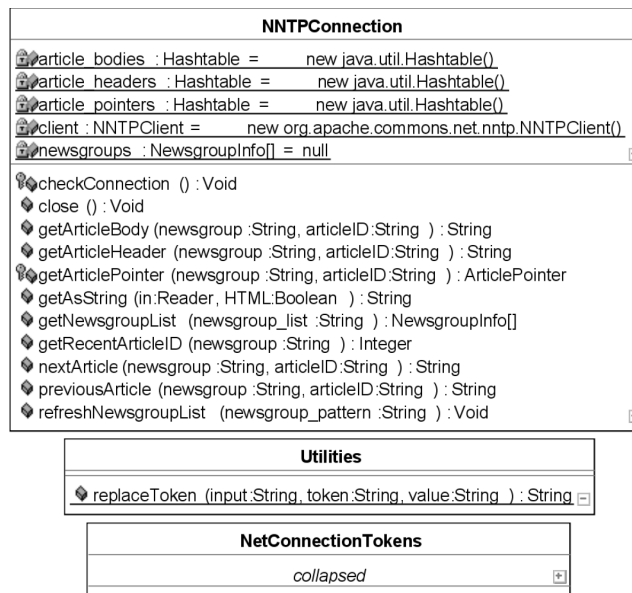 NNTPConnection
article_bodies : Hashtable = new java.util.Hashtable()
article_headers : Hashtable = new java.util.Hashtable()
article_pointers : Hashtable = new java.util.Hashtable()
client : NNTPClient = new org.apache.commons.net.nntp.NNTPClient()
newsgroups : NewsgroupInfo[] = null
checkConnection () : Void
close () : Void
getArticleBody (newsgroup :String, articleID:String ) : String
getArticleHeader (newsgroup :String, articleID:String ) : String
getArticlePointer (newsgroup :String, articleID:String ) : ArticlePointer
getAsString (in:Reader, HTML:Boolean ) : String
getNewsgroupList (newsgroup_list :String ) : NewsgroupInfo[]
getRecentArticleID (newsgroup :String ) : Integer
nextArticle (newsgroup :String, articleID:String ) : String
previousArticle (newsgroup :String, articleID:String ) : String
refreshNewsgroupList (newsgroup_pattern :String ) : Void
Utilities
replaceToken (input:String, token:String, value:String ) : String
NetConnectionTokens
collapsed